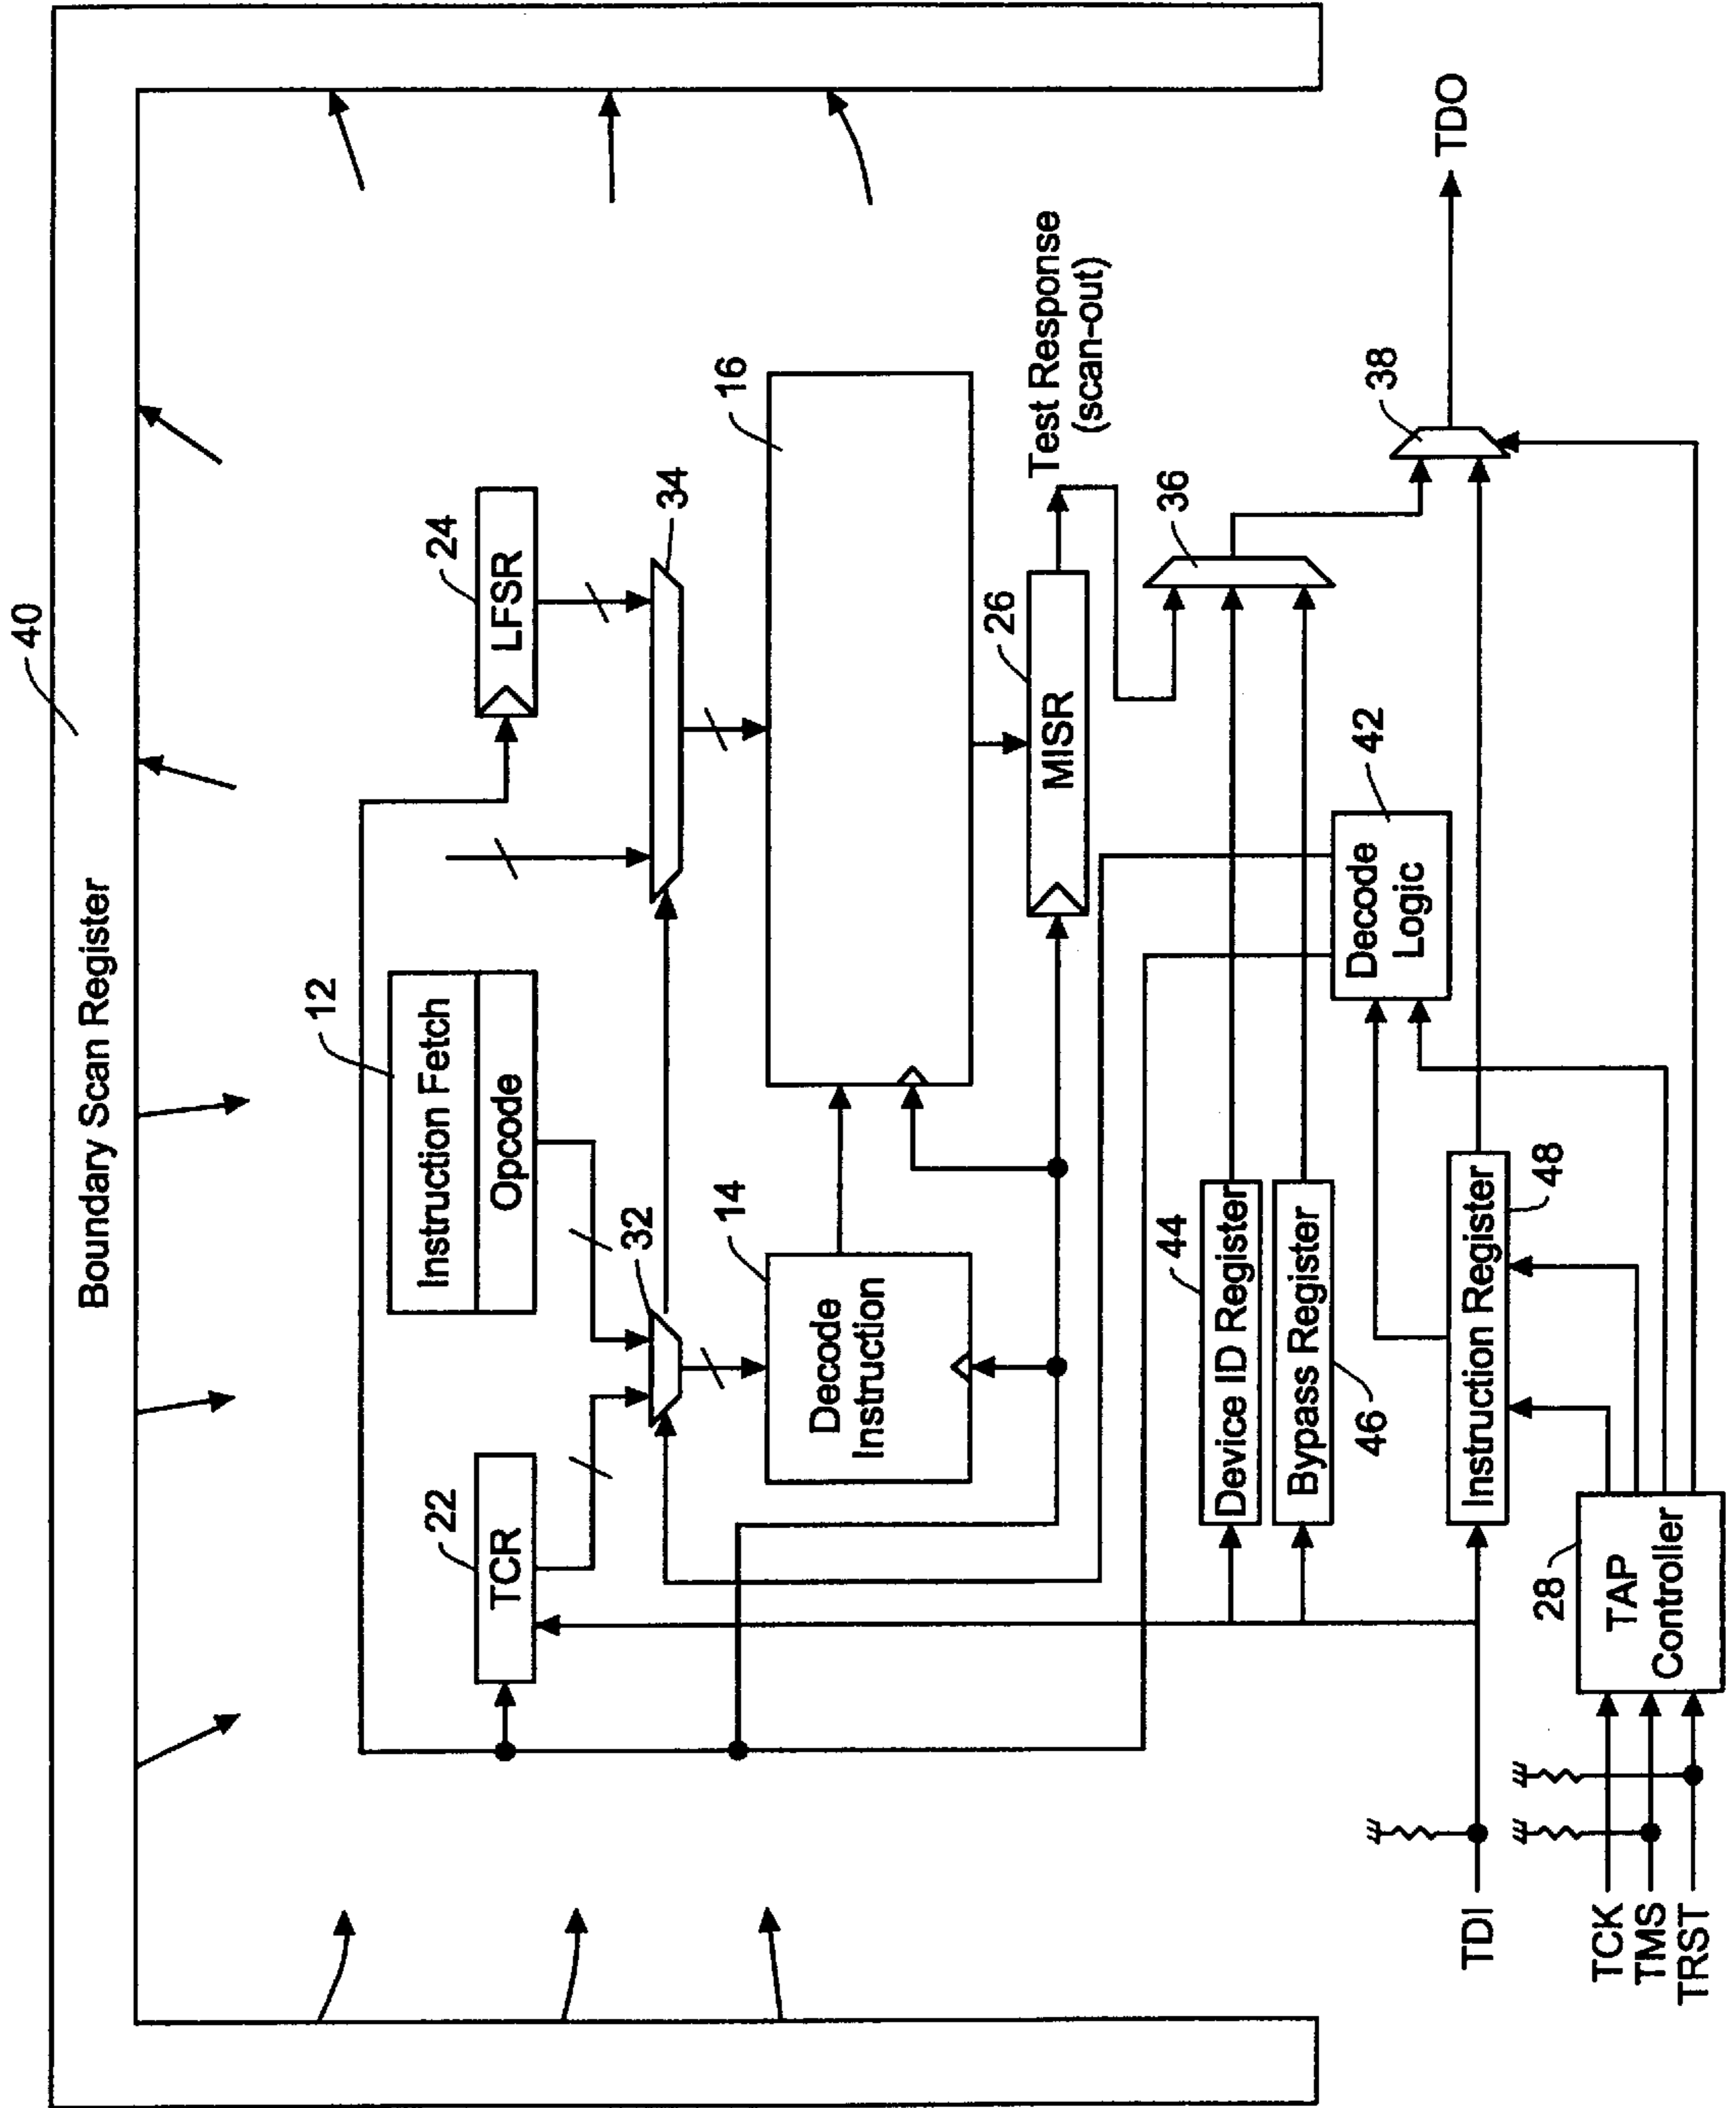 40
Boundary Scan Register
12
Instruction Fetch
Opcode
24
LFSR
22
TCR
32
34
14
Decode
Instruction
16
26
MISR
Test Response
(scan-out)
36
38
TDO
44
Device ID Register
Bypass Register
46
42
Decode
Logic
Instruction Register
48
28
TAP
Controller
TDI
TCK
TMS
TRST